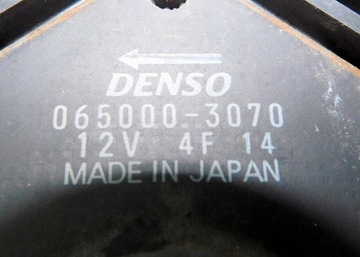 DENSO
065000-3070
12V 4F 14
MADE IN JAPAN